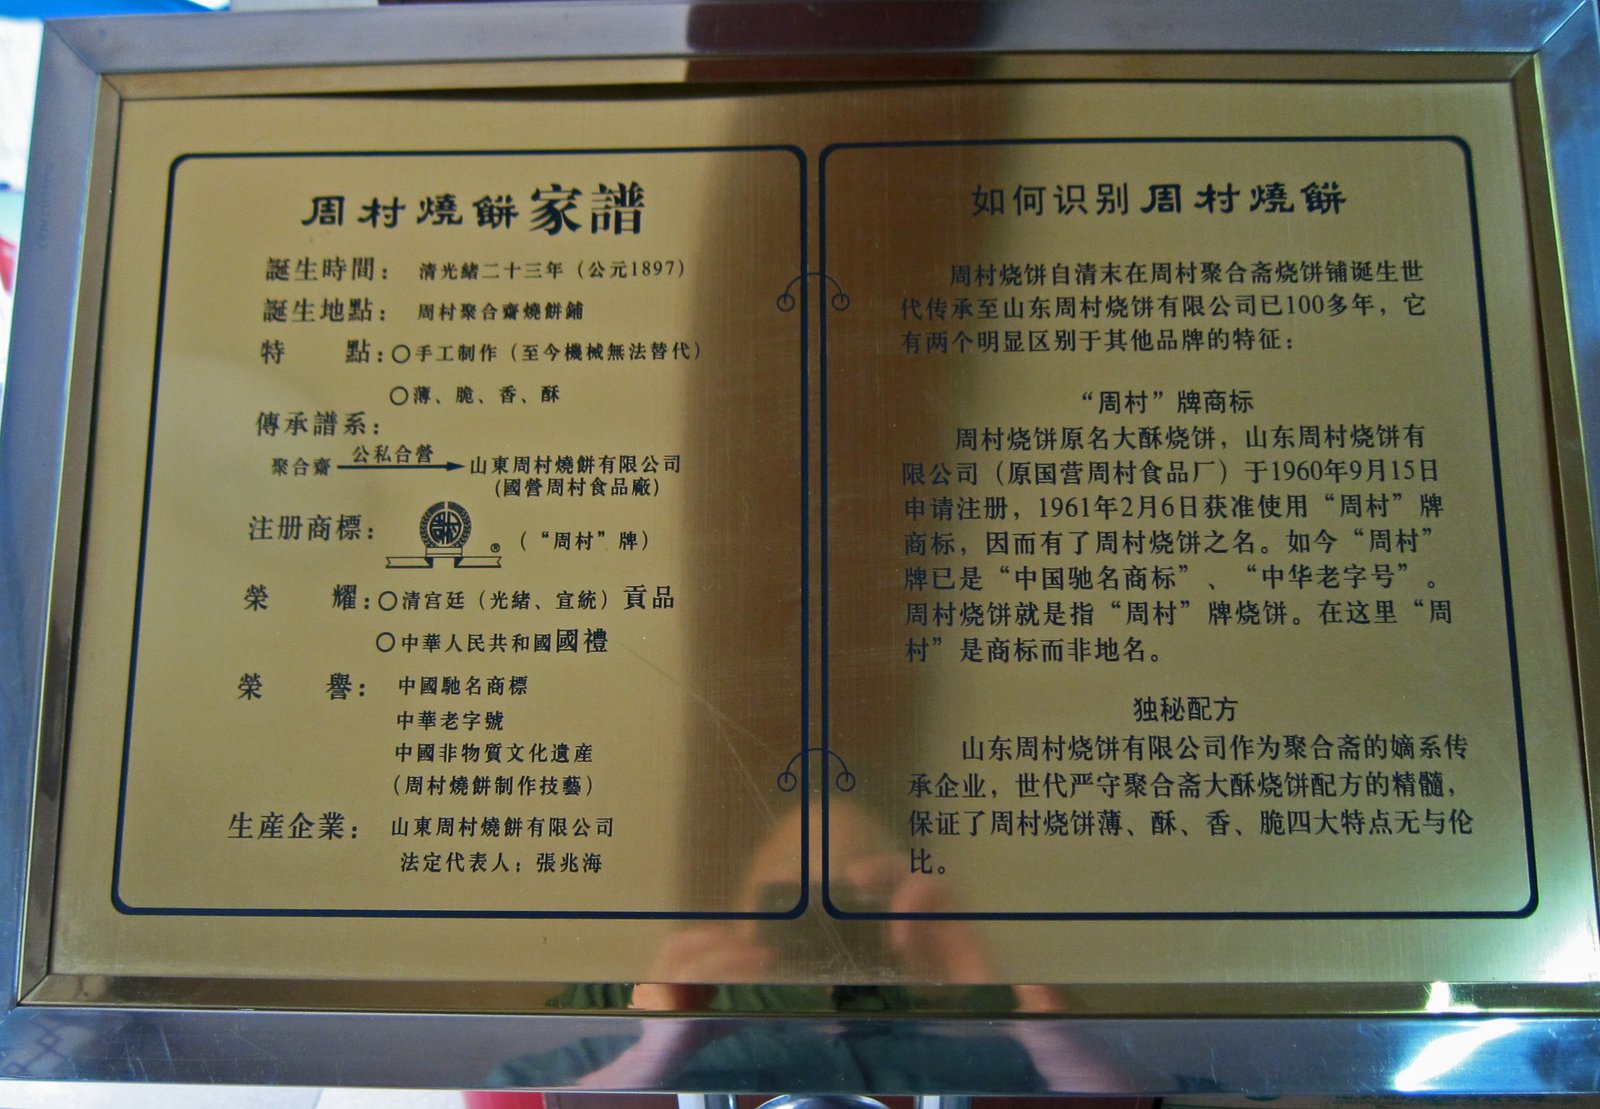 周村燒餅家譜
誕生時間：清光緒二十三年（公元1897）
誕生地點：周村聚合齋燒餅鋪
特點：○手工制作（至今機械無法替代）
○薄、脆、香、酥
傳承譜系：
聚合齋 公私合營 山東周村燒餅有限公司
(國營周村食品廠)
注册商標： ® （“周村”牌）
榮耀：○清宫廷（光緒、宣統）貢品
○中華人民共和國國禮
榮譽：中國馳名商標
中華老字號
中國非物質文化遺産
(周村燒餅制作技藝)
生産企業：山東周村燒餅有限公司
法定代表人：張兆海
如何识别周村燒餅
周村烧饼自清末在周村聚合斋烧饼铺诞生世
代传承至山东周村烧饼有限公司已100多年，它
有两个明显区别于其他品牌的特征：
“周村”牌商标
周村烧饼原名大酥烧饼，山东周村烧饼有
限公司（原国营周村食品厂）于1960年9月15日
申请注册，1961年2月6日获准使用“周村”牌
商标，因而有了周村烧饼之名。如今“周村”
牌已是“中国驰名商标”、“中华老字号”。
周村烧饼就是指“周村”牌烧饼。在这里“周
村”是商标而非地名。
独秘配方
山东周村烧饼有限公司作为聚合斋的嫡系传
承企业，世代严守聚合斋大酥烧饼配方的精髓，
保证了周村烧饼薄、酥、香、脆四大特点无与伦
比。